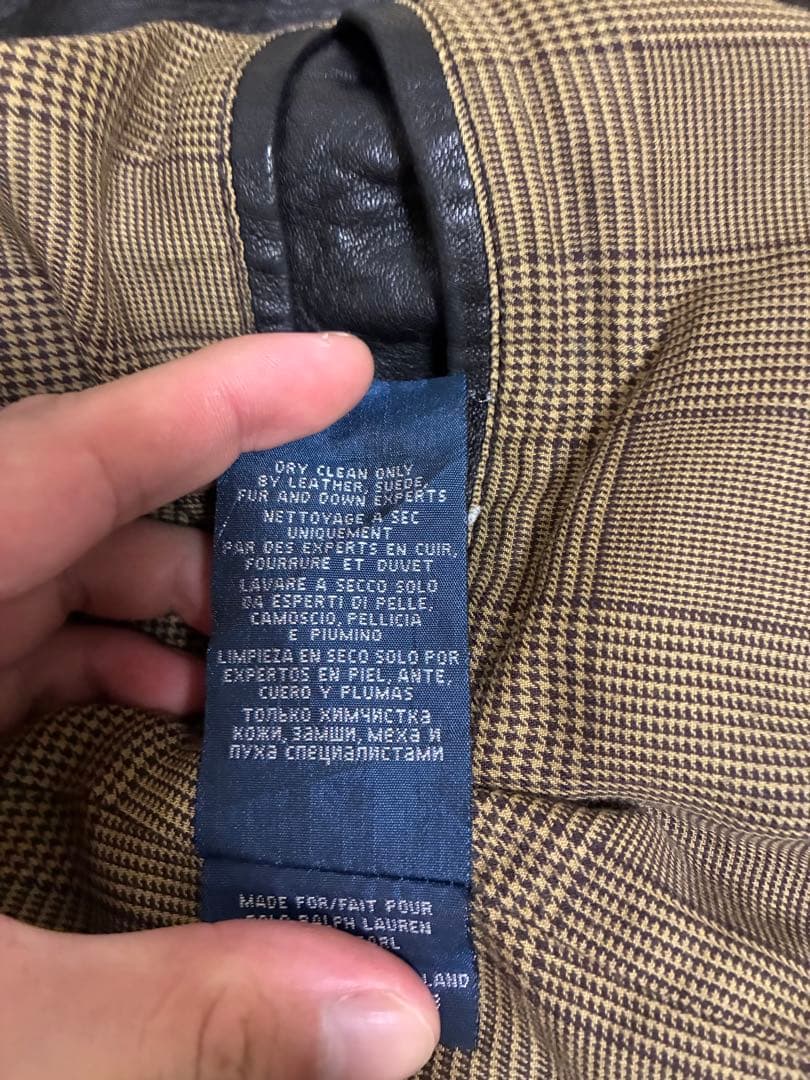 DRY CLEAN ONLY
BY LEATHER, SUEDE,
FUR AND DOWN EXPERTS
NETTOYAGE A SEC
UNIQUEMENT
PAR DES EXPERTS EN CUIR,
FOURRURE ET DUVET
LAVARE A SECCO SOLO
DA ESPERTI DI PELLE,
CAMOSCIO, PELLICIA
E PIUMINO
LIMPIEZA EN SECO SOLO POR
EXPERTOS EN PIEL, ANTE,
CUERO Y PLUMAS
ТОЛЬКО ХИМЧИСТКА
КОЖИ, ЗАМШИ, МЕХА И
ПУХА СПЕЦИАЛИСТАМИ
MADE FOR/FAIT POUR
RALPH LAUREN